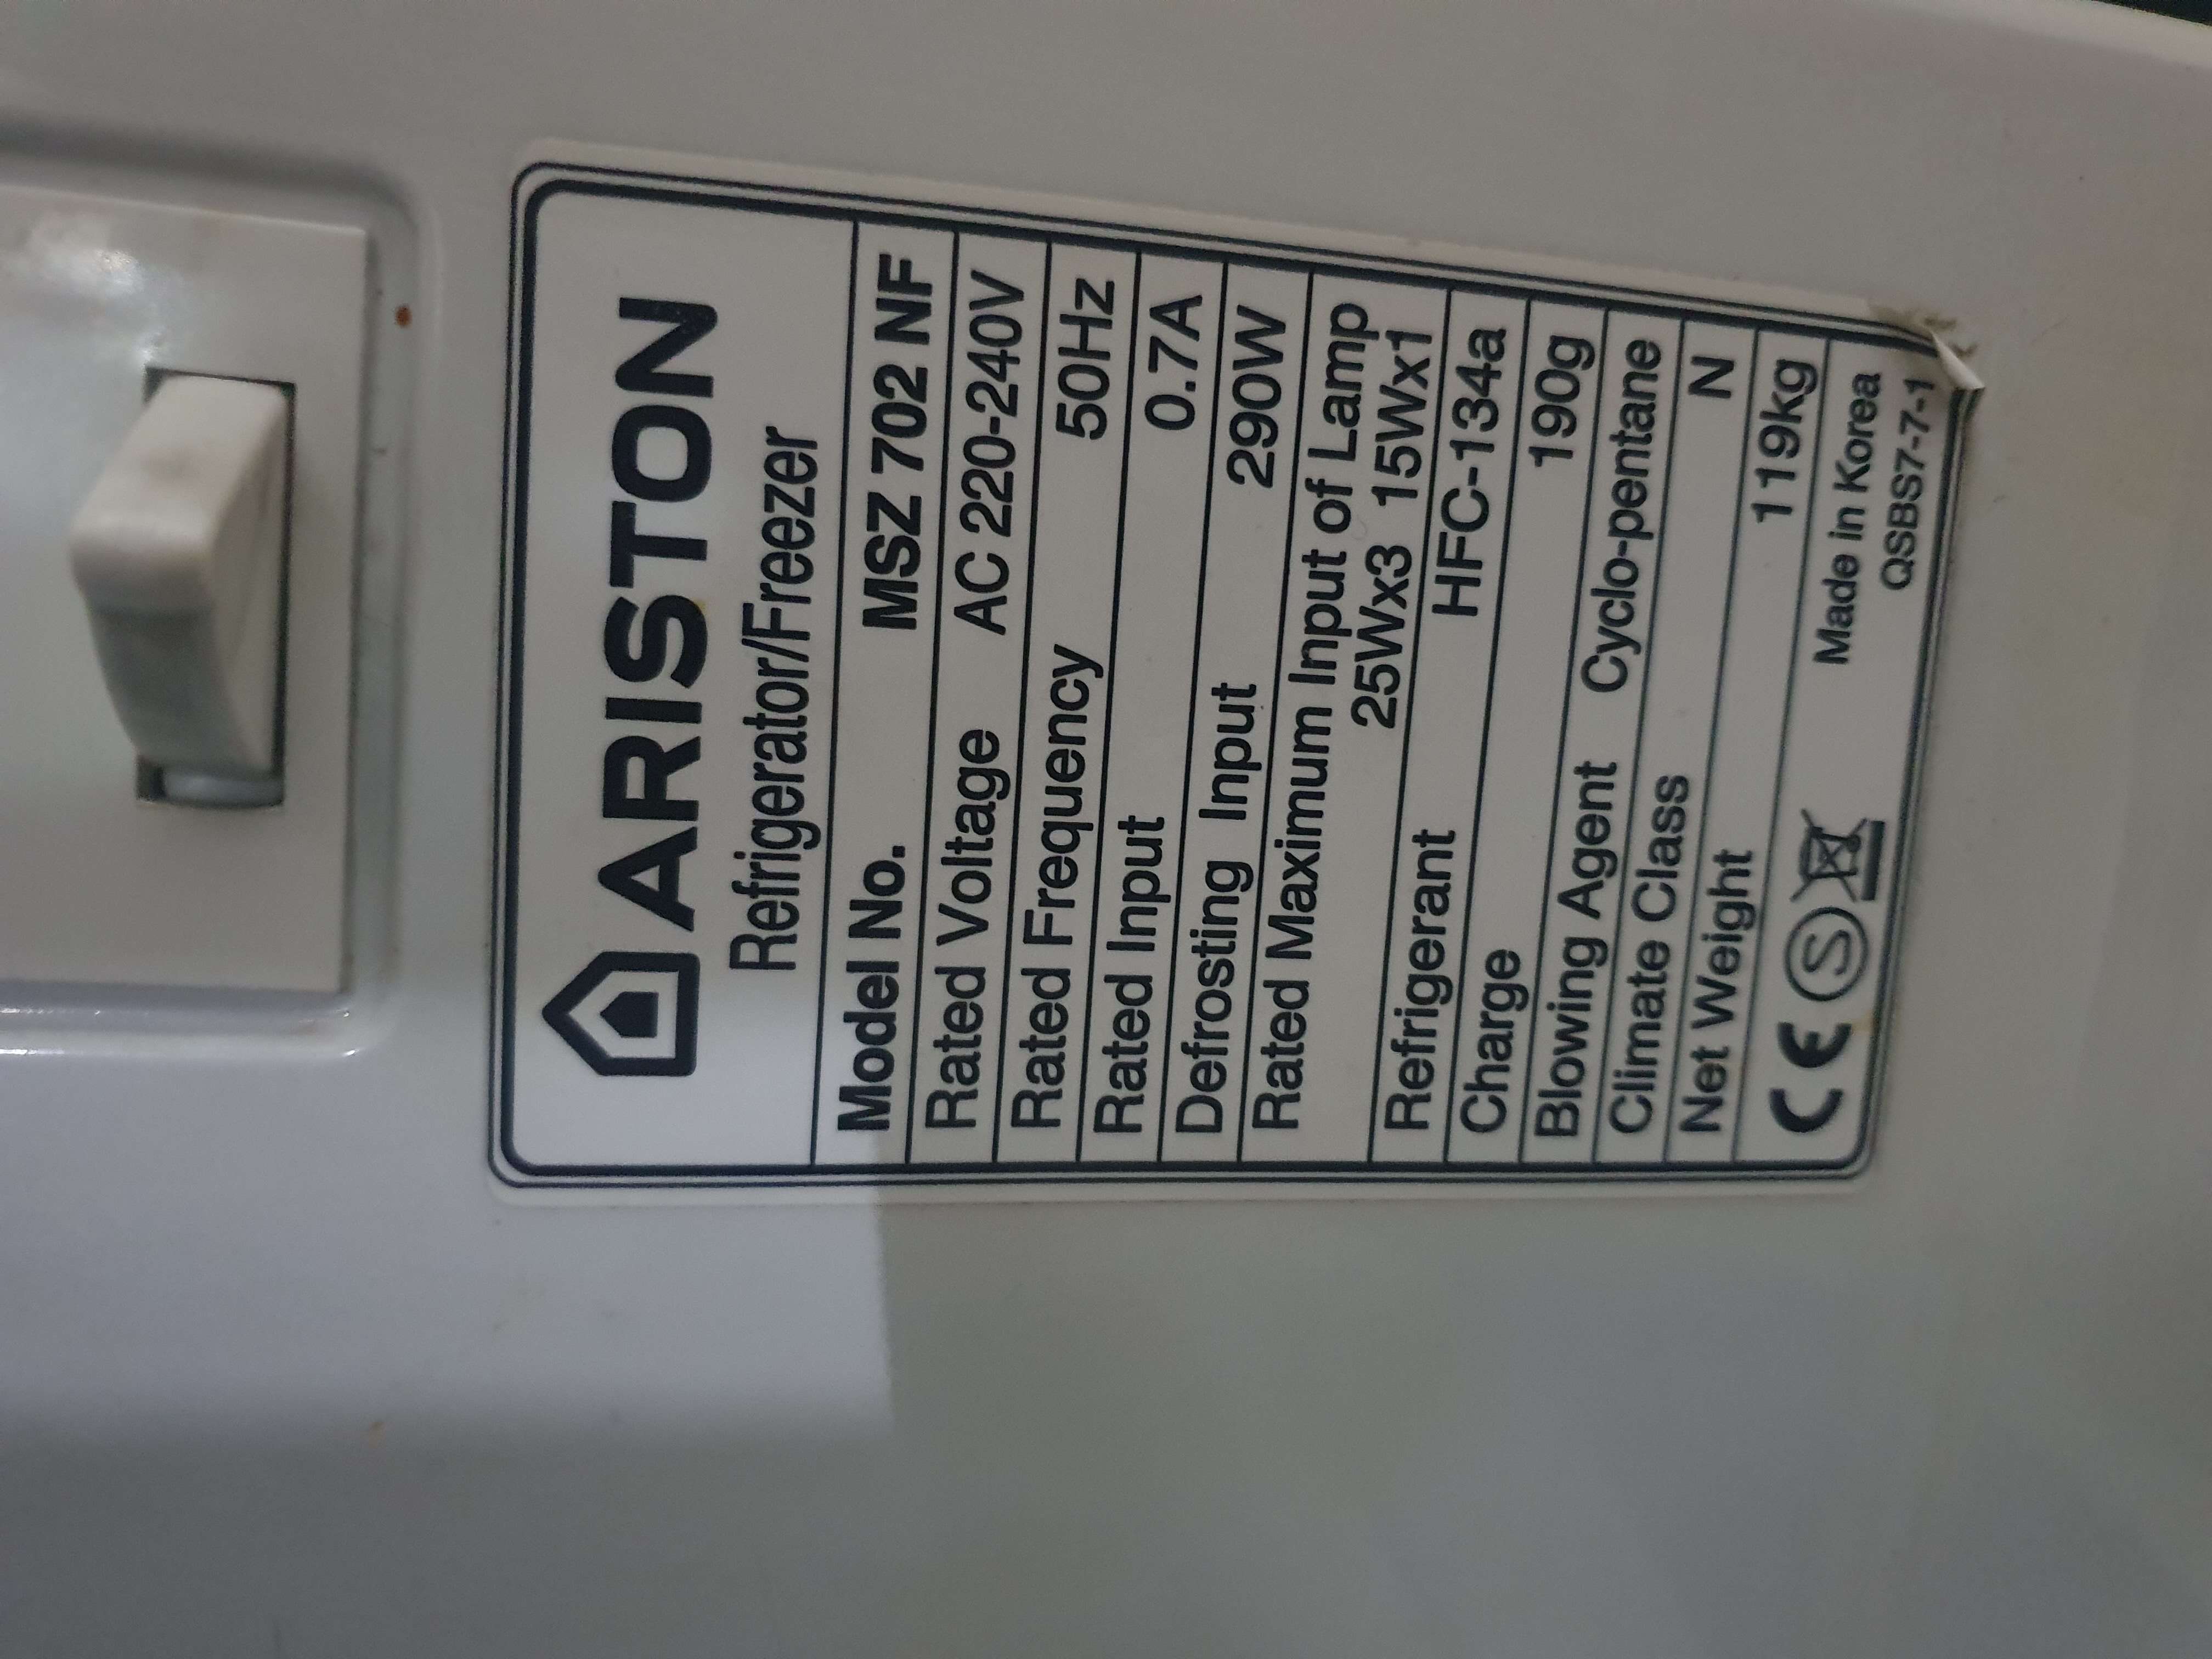 ARISTON
Refrigerator/Freezer
Model No. MSZ 702 NF
Rated Voltage AC 220-240V
Rated Frequency 50Hz
Rated Input 0.7A
Defrosting Input 290W
Rated Maximum Input of Lamp
25Wx3 15Wx1
Refrigerant HFC-134a
Charge 190g
Blowing Agent Cyclo-pentane
Climate Class N
Net Weight 119kg
CE S Made in Korea
QSBS7-7-1